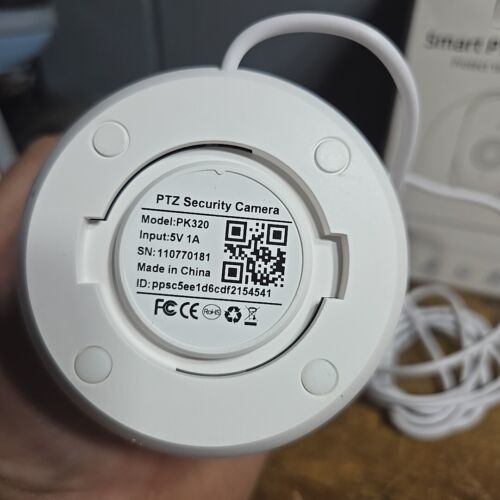 Smart P
PTZ Security Camera
Model:PK320
Input:5V 1A
SN: 110770181
Made in China
ID: ppsc5ee1d6cdf2154541
FC CE RoHS